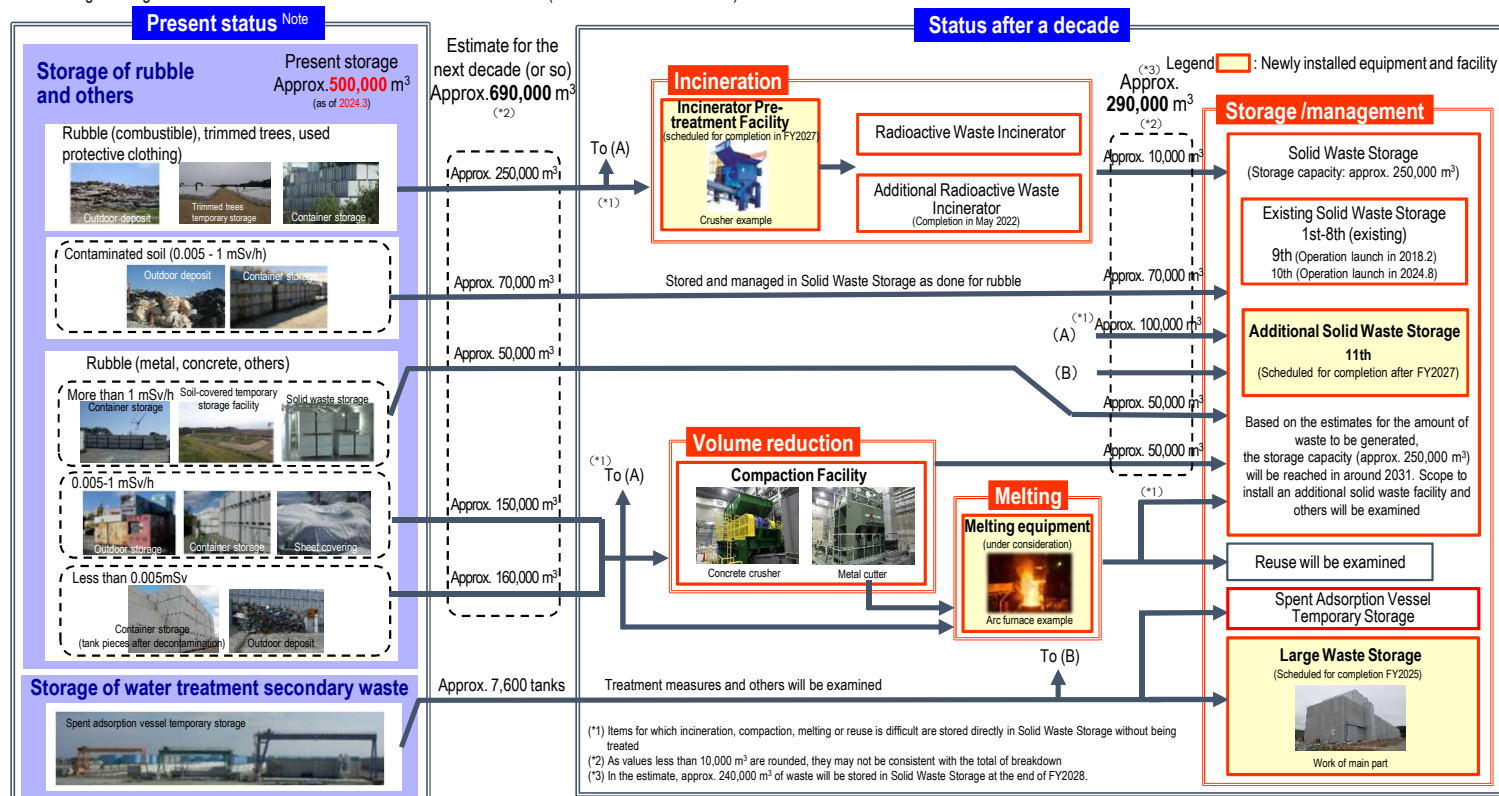 Present status Note
Status after a decade
Storage of rubble
and others
Present storage
Approx.500,000 m³
(as of 2024.3)
Rubble (combustible), trimmed trees, used
protective clothing)
Outdoor deposit
Trimmed trees
temporary storage
Container storage
Contaminated soil (0.005 - 1 mSv/h)
Outdoor deposit
Container storage
Rubble (metal, concrete, others)
More than 1 mSv/h
Container storage
Soil-covered temporary
storage facility
Solid waste storage
0.005-1 mSv/h
Outdoor storage
Container storage
Sheet covering
Less than 0.005mSv
Container storage
(tank pieces after decontamination)
Outdoor deposit
Storage of water treatment secondary waste
Spent adsorption vessel temporary storage
Estimate for the
next decade (or so)
Approx.690,000 m³
(*2)
Approx. 250,000 m³
Approx. 70,000 m³
Approx. 50,000 m³
Approx. 150,000 m³
Approx. 160,000 m³
Approx. 7,600 tanks
To (A)
(*1)
Incineration
Incinerator Pre-
treatment Facility
(scheduled for completion in FY2027)
Crusher example
Radioactive Waste Incinerator
Additional Radioactive Waste
Incinerator
(Completion in May 2022)
Stored and managed in Solid Waste Storage as done for rubble
(*1)
To (A)
Volume reduction
Compaction Facility
Concrete crusher
Metal cutter
Melting
Melting equipment
(under consideration)
Arc furnace example
To (B)
Treatment measures and others will be examined
(*3)
Approx.
290,000 m³
(*2)
Approx. 10,000 m³
Approx. 70,000 m³
(A)
(*1)
Approx. 100,000 m³
(B)
Approx. 50,000 m³
Approx. 50,000 m³
(*1)
Legend
: Newly installed equipment and facility
Storage /management
Solid Waste Storage
(Storage capacity: approx. 250,000 m³)
Existing Solid Waste Storage
1st-8th (existing)
9th (Operation launch in 2018.2)
10th (Operation launch in 2024.8)
Additional Solid Waste Storage
11th
(Scheduled for completion after FY2027)
Based on the estimates for the amount of
waste to be generated,
the storage capacity (approx. 250,000 m³)
will be reached in around 2031. Scope to
install an additional solid waste facility and
others will be examined
Reuse will be examined
Spent Adsorption Vessel
Temporary Storage
Large Waste Storage
(Scheduled for completion FY2025)
Work of main part
(*1) Items for which incineration, compaction, melting or reuse is difficult are stored directly in Solid Waste Storage without being
treated
(*2) As values less than 10,000 m³ are rounded, they may not be consistent with the total of breakdown
(*3) In the estimate, approx. 240,000 m³ of waste will be stored in Solid Waste Storage at the end of FY2028.